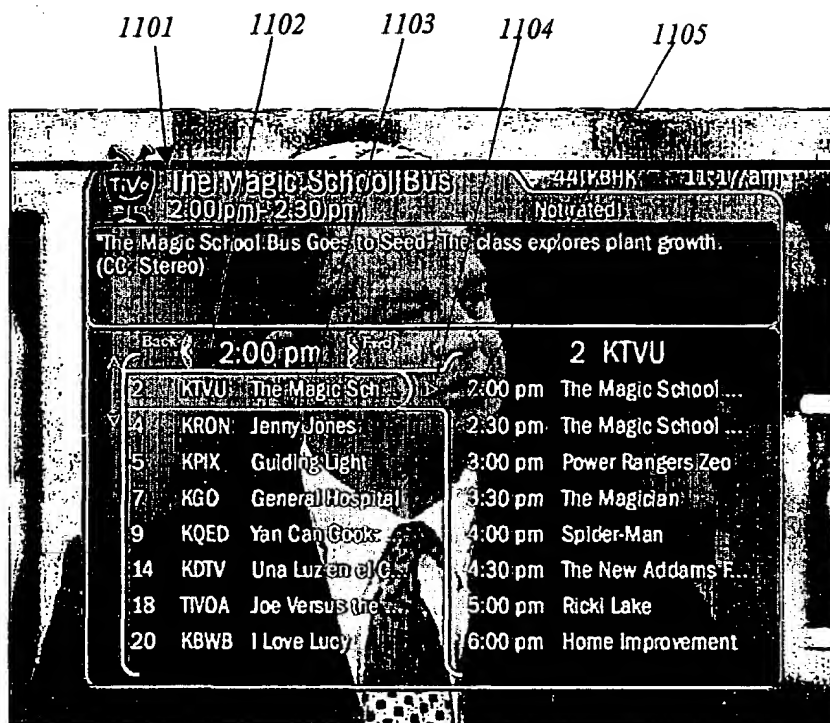 1101 1102 1103 1104 1105
TiVo The Magic School Bus 44 KBHK 11:17 am
2:00 pm - 2:30 pm Not rated
"The Magic School Bus Goes to Seed" The class explores plant growth.
(CC, Stereo)
Back 2:00 pm Fwd 2 KTVU
2 KTVU The Magic Sch... 2:00 pm The Magic School ...
4 KRON Jenny Jones 2:30 pm The Magic School ...
5 KPIX Guiding Light 3:00 pm Power Rangers Zeo
7 KGO General Hospital 3:30 pm The Magician
9 KQED Yan Can Cook 4:00 pm Spider-Man
14 KDTV Una Luz en el C... 4:30 pm The New Addams F...
18 TIVOA Joe Versus the ... 5:00 pm Ricki Lake
20 KBWB I Love Lucy 6:00 pm Home Improvement